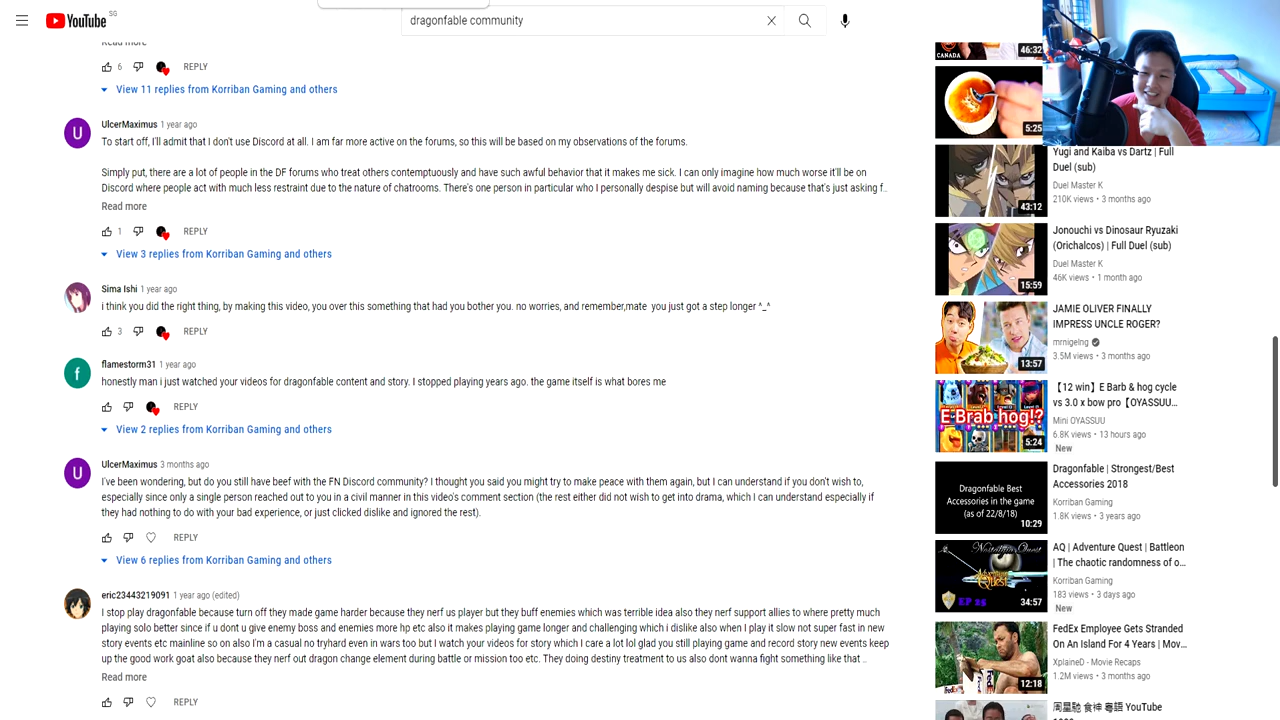 YouTube SG
dragonfable community
Read more
6 REPLY
View 11 replies from Korriban Gaming and others
U
UlcerMaximus 1 year ago
To start off, I'll admit that I don't use Discord at all. I am far more active on the forums, so this will be based on my observations of the forums.
Simply put, there are a lot of people in the DF forums who treat others contemptuously and have such awful behavior that it makes me sick. I can only imagine how much worse it'll be on
Discord where people act with much less restraint due to the nature of chatrooms. There's one person in particular who I personally despise but will avoid naming because that's just asking f...
Read more
1 REPLY
View 3 replies from Korriban Gaming and others
Sima Ishi 1 year ago
i think you did the right thing, by making this video, you over this something that had you bother you. no worries, and remember,mate you just got a step longer ^_^
3 REPLY
f
flamestorm31 1 year ago
honestly man i just watched your videos for dragonfable content and story. I stopped playing years ago. the game itself is what bores me
REPLY
View 2 replies from Korriban Gaming and others
U
UlcerMaximus 3 months ago
I've been wondering, but do you still have beef with the FN Discord community? I thought you said you might try to make peace with them again, but I can understand if you don't wish to,
especially since only a single person reached out to you in a civil manner in this video's comment section (the rest either did not wish to get into drama, which I can understand especially if
they had nothing to do with your bad experience, or just clicked dislike and ignored the rest).
REPLY
View 6 replies from Korriban Gaming and others
eric23443219091 1 year ago (edited)
I stop play dragonfable because turn off they made game harder because they nerf us player but they buff enemies which was terrible idea also they nerf support allies to where pretty much
playing solo better since if u dont u give enemy boss and enemies more hp etc also it makes playing game longer and challenging which i dislike also when I play it slow not super fast in new
story events etc mainline so on also I'm a casual no tryhard even in wars too but I watch your videos for story which I care a lot lol glad you still playing game and record story new events keep
up the good work goat also because they nerf out dragon change element during battle or mission too etc. They doing destiny treatment to us also dont wanna fight something like that ...
Read more
REPLY
CANADA
46:32
5:25
43:12
Yugi and Kaiba vs Dartz | Full
Duel (sub)
Duel Master K
210K views • 3 months ago
15:59
Jonouchi vs Dinosaur Ryuzaki
(Orichalcos) | Full Duel (sub)
Duel Master K
46K views • 1 month ago
13:57
JAMIE OLIVER FINALLY
IMPRESS UNCLE ROGER?
mrnigelng
3.5M views • 3 months ago
E Brab hog!?
5:24
【12 win】E Barb & hog cycle
vs 3.0 x bow pro【OYASSUU...
Mini OYASSUU
6.8K views • 13 hours ago
New
Dragonfable Best
Accessories in the game
(as of 22/8/18)
10:29
Dragonfable | Strongest/Best
Accessories 2018
Korriban Gaming
1.8K views • 3 years ago
EP 25
34:57
AQ | Adventure Quest | Battleon
| The chaotic randomness of o...
Korriban Gaming
183 views • 3 days ago
New
FedEx
12:18
FedEx Employee Gets Stranded
On An Island For 4 Years | Mov...
XplaineD - Movie Recaps
1.2M views • 3 months ago
周星馳 食神 粵語 YouTube